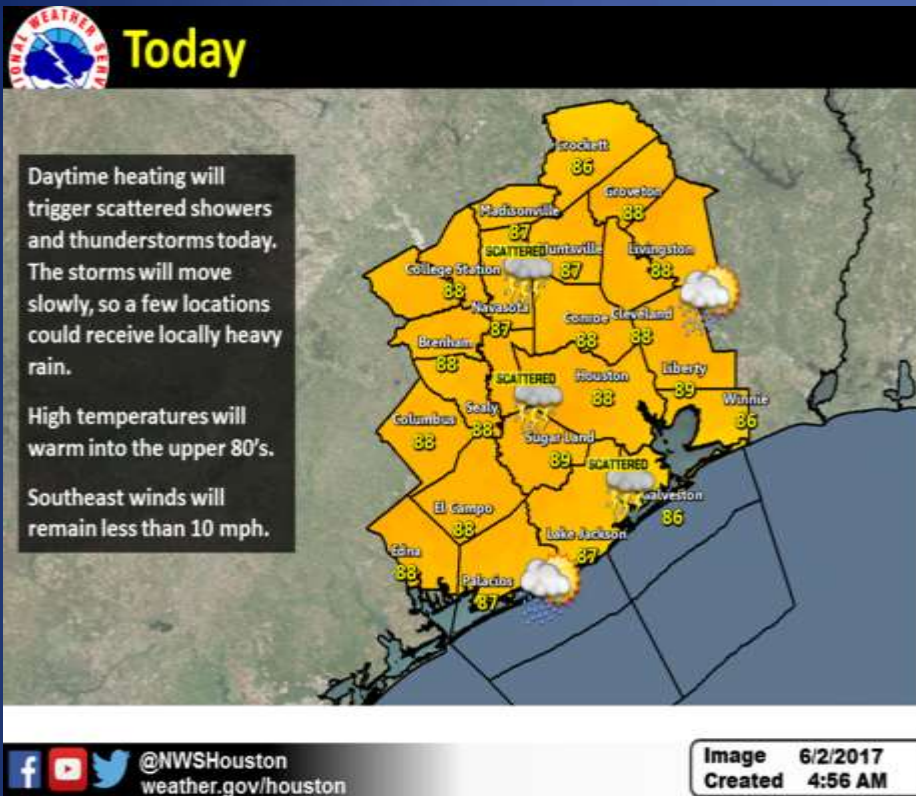 NATIONAL WEATHER SERV
Today
Daytime heating will
trigger scattered showers
and thunderstorms today.
The storms will move
slowly, so a few locations
could receive locally heavy
rain.
High temperatures will
warm into the upper 80's.
Southeast winds will
remain less than 10 mph.
Crockett
86
Groveton
88
Madisonville
87
SCATTERED
Huntsville
87
Livingston
88
College Station
88
Navasota
87
Conroe
88
Cleveland
88
Brenham
88
SCATTERED
Houston
88
Liberty
89
Winnie
86
Columbus
88
Sealy
88
Sugar Land
89
SCATTERED
Galveston
86
El Campo
88
Lake Jackson
87
Edna
88
Palacios
87
@NWSHouston
weather.gov/houston
Image 6/2/2017
Created 4:56 AM